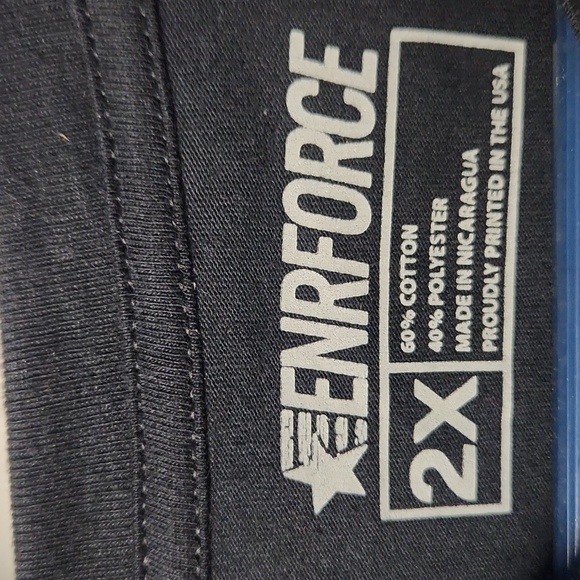 ENRFORCE
2X
60% COTTON
40% POLYESTER
MADE IN NICARAGUA
PROUDLY PRINTED IN THE USA